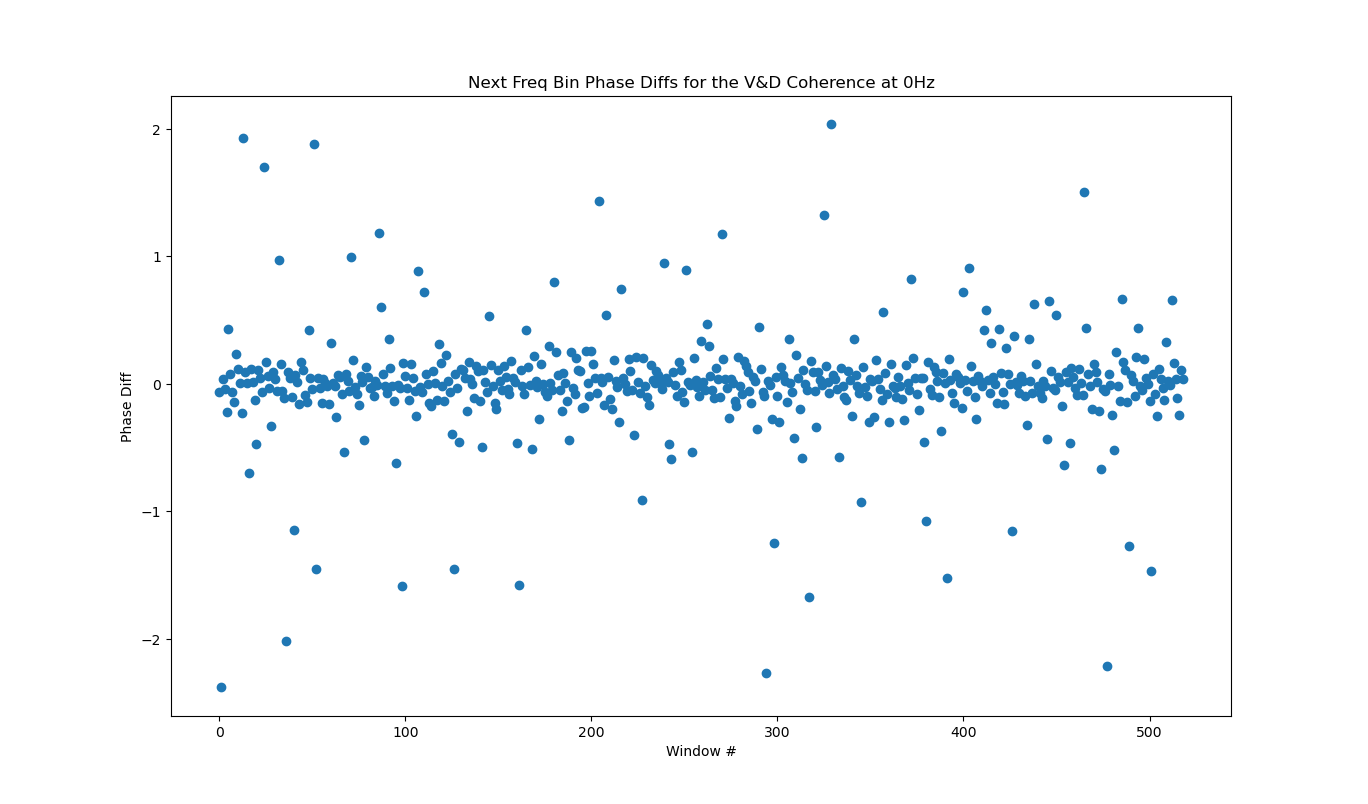 Next Freq Bin Phase Diffs for the V&D Coherence at 0Hz
2
1
0
−1
−2
Phase Diff
0 100 200 300 400 500
Window #